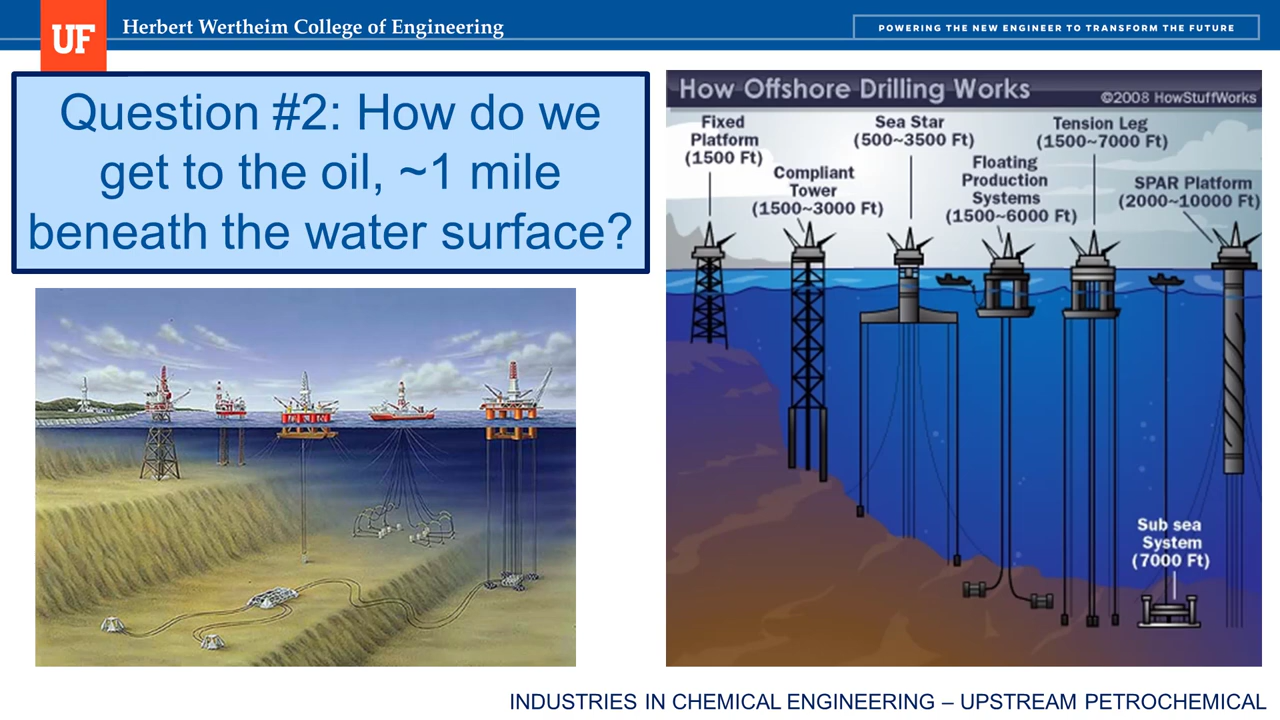 UF
Herbert Wertheim College of Engineering
POWERING THE NEW ENGINEER TO TRANSFORM THE FUTURE
Question #2: How do we
get to the oil, ~1 mile
beneath the water surface?
How Offshore Drilling Works
©2008 HowStuffWorks
Fixed
Platform
(1500 Ft)
Compliant
Tower
(1500~3000 Ft)
Sea Star
(500~3500 Ft)
Floating
Production
Systems
(1500~6000 Ft)
Tension Leg
(1500~7000 Ft)
SPAR Platform
(2000~10000 Ft)
Sub sea
System
(7000 Ft)
INDUSTRIES IN CHEMICAL ENGINEERING – UPSTREAM PETROCHEMICAL